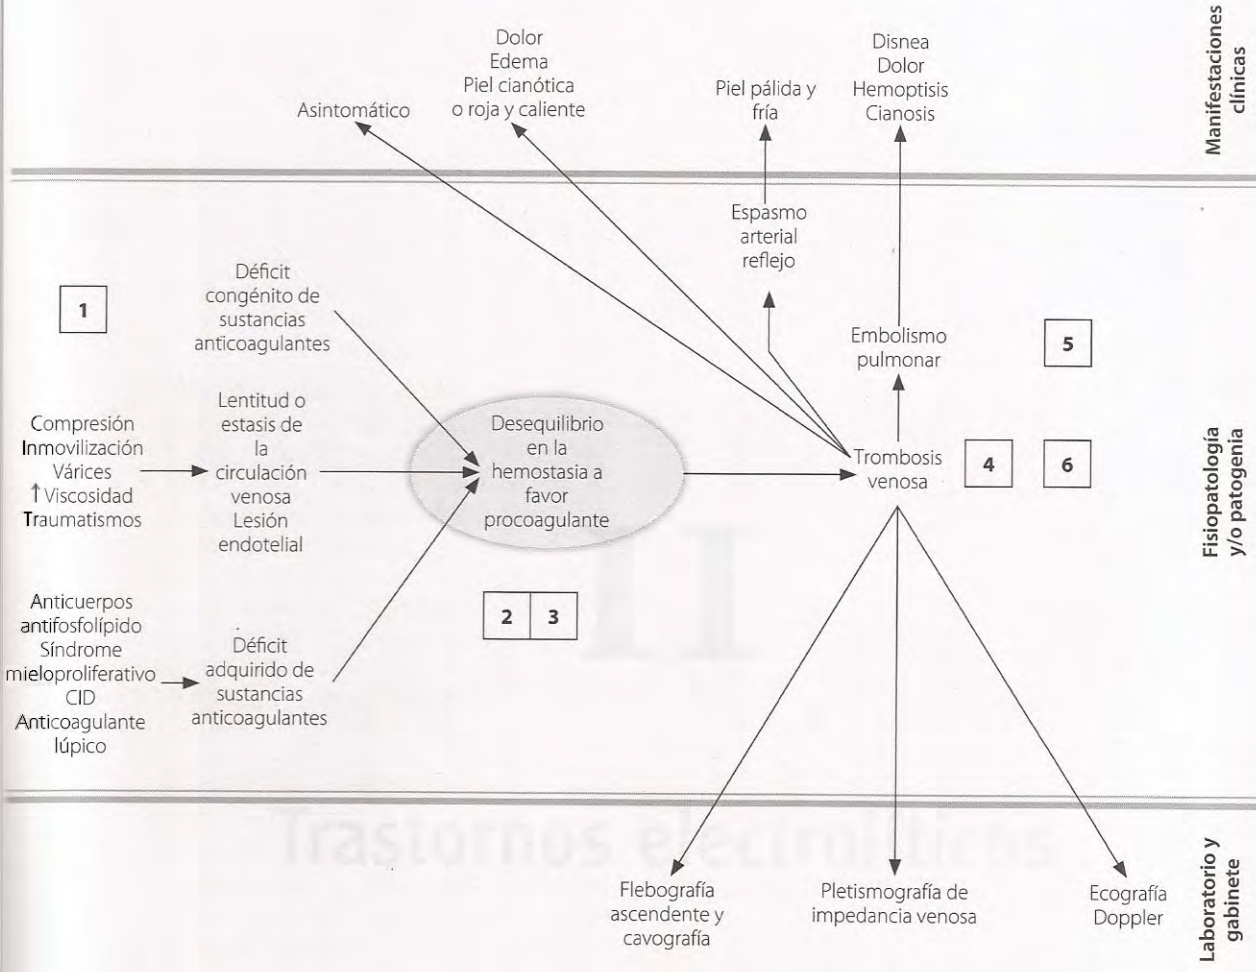 Dolor
Edema
Piel cianótica
o roja y caliente
Asintomático
Piel pálida y
fría
Disnea
Dolor
Hemoptisis
Cianosis
Manifestaciones
clínicas
Espasmo
arterial
reflejo
Déficit
congénito de
sustancias
anticoagulantes
1
Embolismo
pulmonar
5
Compresión
Inmovilización
Várices
↑Viscosidad
Traumatismos
Lentitud o
estasis de
la
circulación
venosa
Lesión
endotelial
Desequilibrio
en la
hemostasia a
favor
procoagulante
Trombosis
venosa
4
6
Fisiopatología
y/o patogenia
2
3
Anticuerpos
antifosfolípido
Síndrome
mieloproliferativo
CID
Anticoagulante
lúpico
Déficit
adquirido de
sustancias
anticoagulantes
11
Trastornos electrolíticos
Flebografía
ascendente y
cavografía
Pletismografía de
impedancia venosa
Ecografía
Doppler
Laboratorio y
gabinete